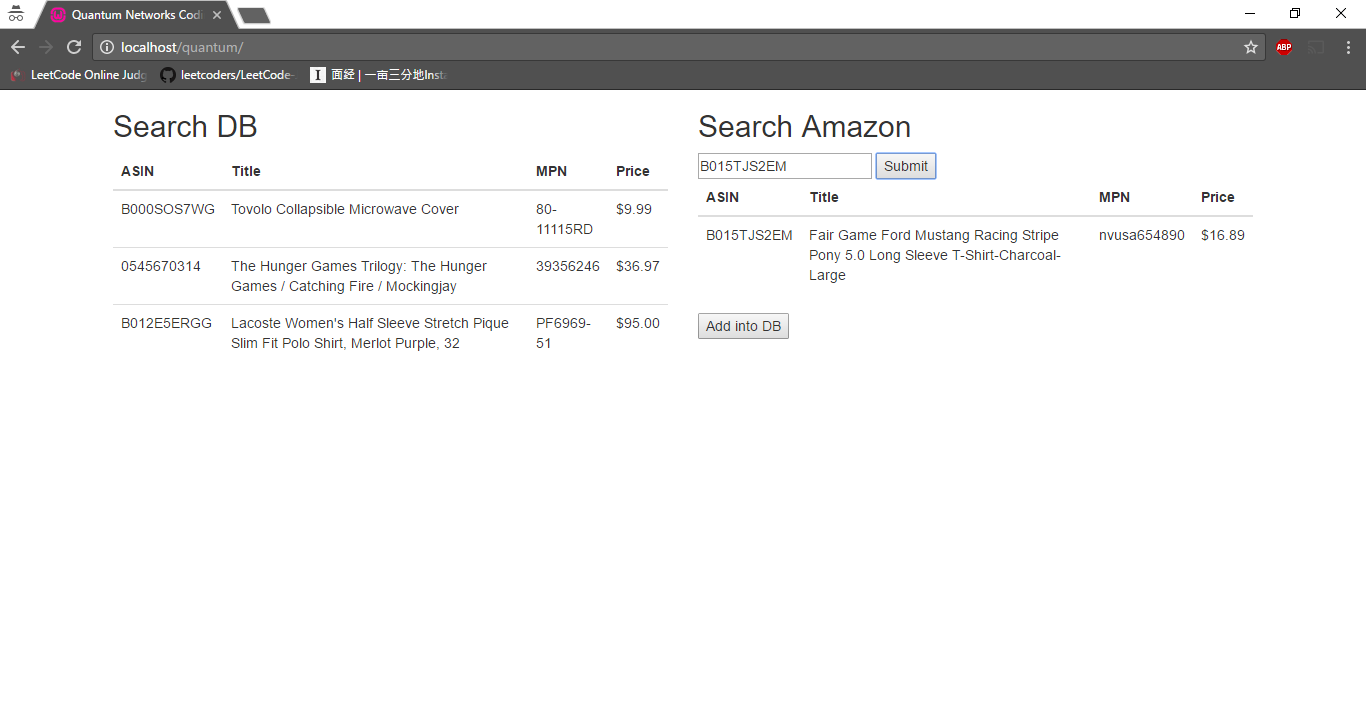 Quantum Networks Codi
localhost/quantum/
ABP
LeetCode Online Judg
leetcoders/LeetCode-
I
面经 | 一亩三分地Insta
Search DB
ASIN Title MPN Price
B000SOS7WG Tovolo Collapsible Microwave Cover 80-
11115RD $9.99
0545670314 The Hunger Games Trilogy: The Hunger
Games / Catching Fire / Mockingjay 39356246 $36.97
B012E5ERGG Lacoste Women's Half Sleeve Stretch Pique
Slim Fit Polo Shirt, Merlot Purple, 32 PF6969-
51 $95.00
Search Amazon
B015TJS2EM Submit
ASIN Title MPN Price
B015TJS2EM Fair Game Ford Mustang Racing Stripe
Pony 5.0 Long Sleeve T-Shirt-Charcoal-
Large nvusa654890 $16.89
Add into DB